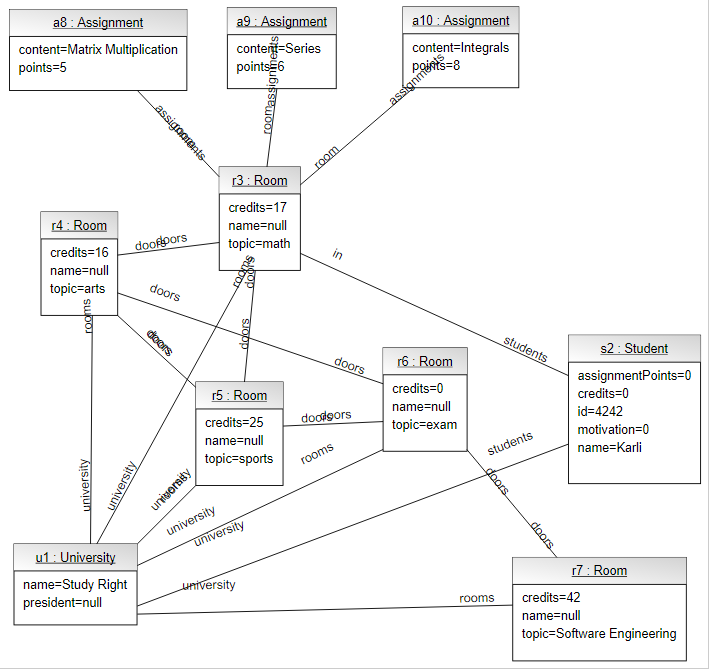 a8 : Assignment
content=Matrix Multiplication
points=5
a9 : Assignment
content=Series
points=6
a10 : Assignment
content=Integrals
points=8
assignments
room
assignments
room
assignments
room
r3 : Room
credits=17
name=null
topic=math
r4 : Room
credits=16
name=null
topic=arts
doors
doors
rooms
doors
in
students
doors
doors
doors
doors
doors
rooms
r6 : Room
credits=0
name=null
topic=exam
s2 : Student
assignmentPoints=0
credits=0
id=4242
motivation=0
name=Karli
r5 : Room
credits=25
name=null
topic=sports
doors
doors
rooms
students
university
university
university
rooms
university
university
doors
doors
u1 : University
name=Study Right
president=null
university
rooms
r7 : Room
credits=42
name=null
topic=Software Engineering